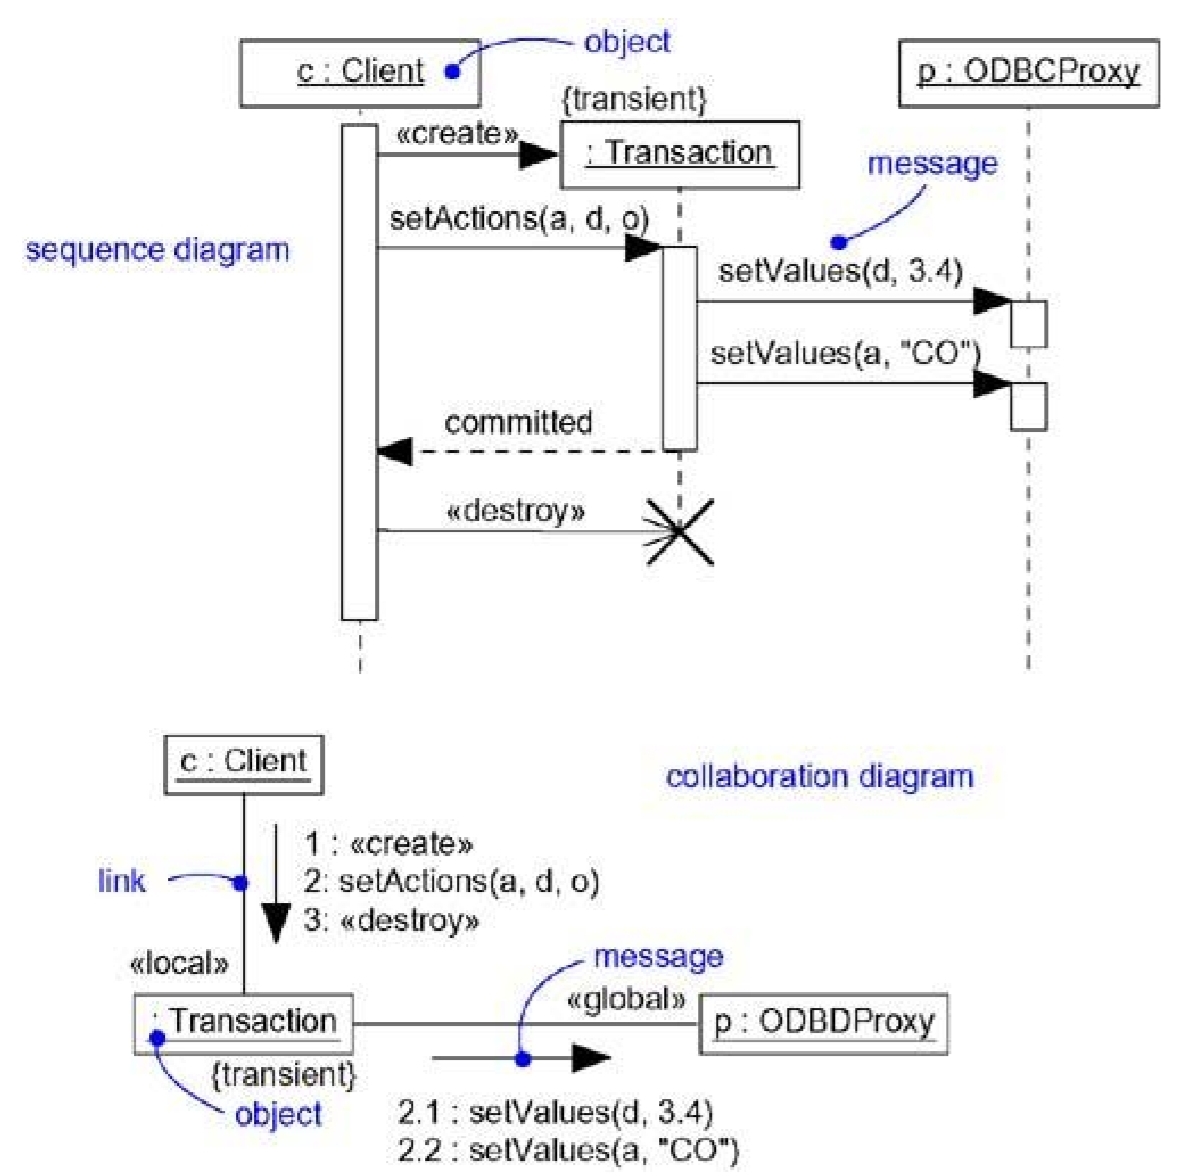 object
c : Client
p : ODBCProxy
{transient}
«create»
: Transaction
message
setActions(a, d, o)
sequence diagram
setValues(d, 3.4)
setValues(a, "CO")
committed
«destroy»
c : Client
collaboration diagram
1 : «create»
link
2: setActions(a, d, o)
3: «destroy»
message
«local»
«global»
: Transaction
p : ODBDProxy
{transient}
object
2.1 : setValues(d, 3.4)
2.2 : setValues(a, "CO")